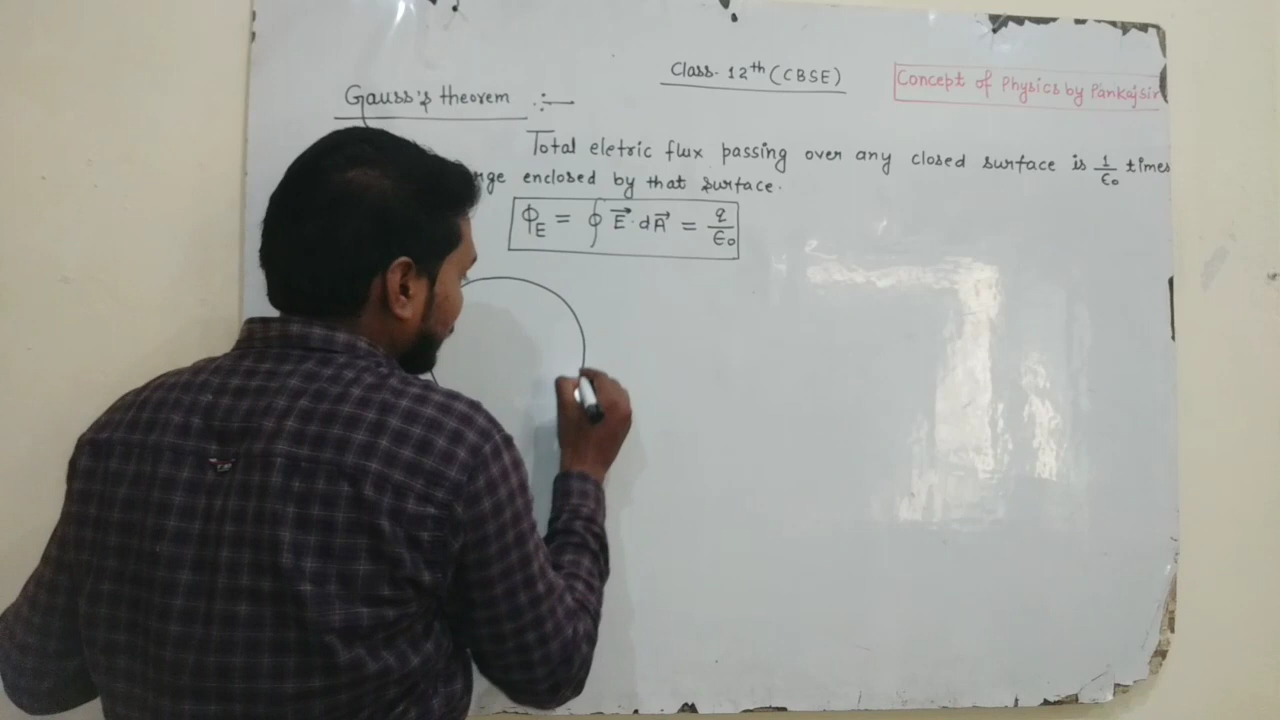 Class- 12th (CBSE)
Concept of Physics by Pankaj sir
Gauss's theorem :-
Total eletric flux passing over any closed surface is 1/ϵ₀ times
enclosed by that surface.
ϕE = ∮ E⃗ · dA⃗ = q/ϵ₀